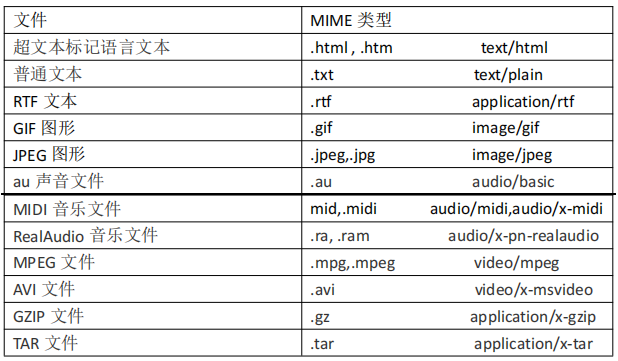 文件 MIME 类型
超文本标记语言文本 .html , .htm text/html
普通文本 .txt text/plain
RTF 文本 .rtf application/rtf
GIF 图形 .gif image/gif
JPEG 图形 .jpeg,.jpg image/jpeg
au 声音文件 .au audio/basic
MIDI 音乐文件 mid,.midi audio/midi,audio/x-midi
RealAudio 音乐文件 .ra, .ram audio/x-pn-realaudio
MPEG 文件 .mpg,.mpeg video/mpeg
AVI 文件 .avi video/x-msvideo
GZIP 文件 .gz application/x-gzip
TAR 文件 .tar application/x-tar